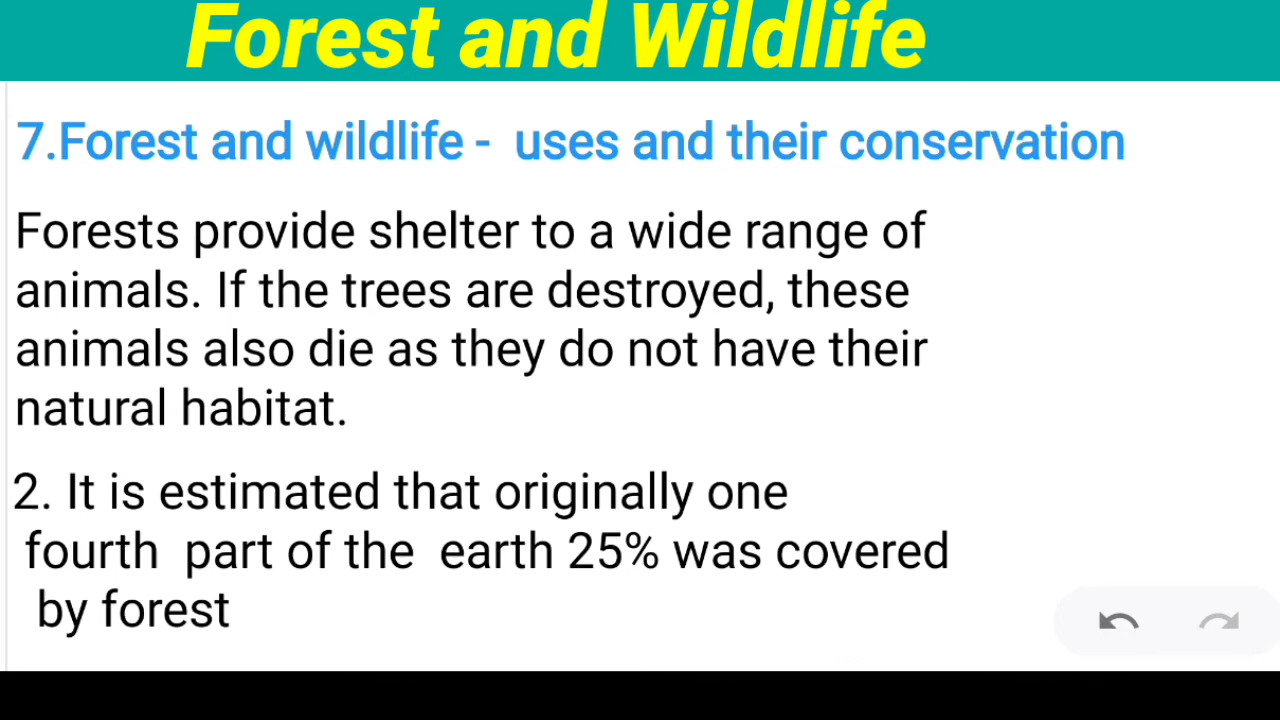 Forest and Wildlife
7.Forest and wildlife - uses and their conservation
Forests provide shelter to a wide range of
animals. If the trees are destroyed, these
animals also die as they do not have their
natural habitat.
2. It is estimated that originally one
fourth part of the earth 25% was covered
by forest